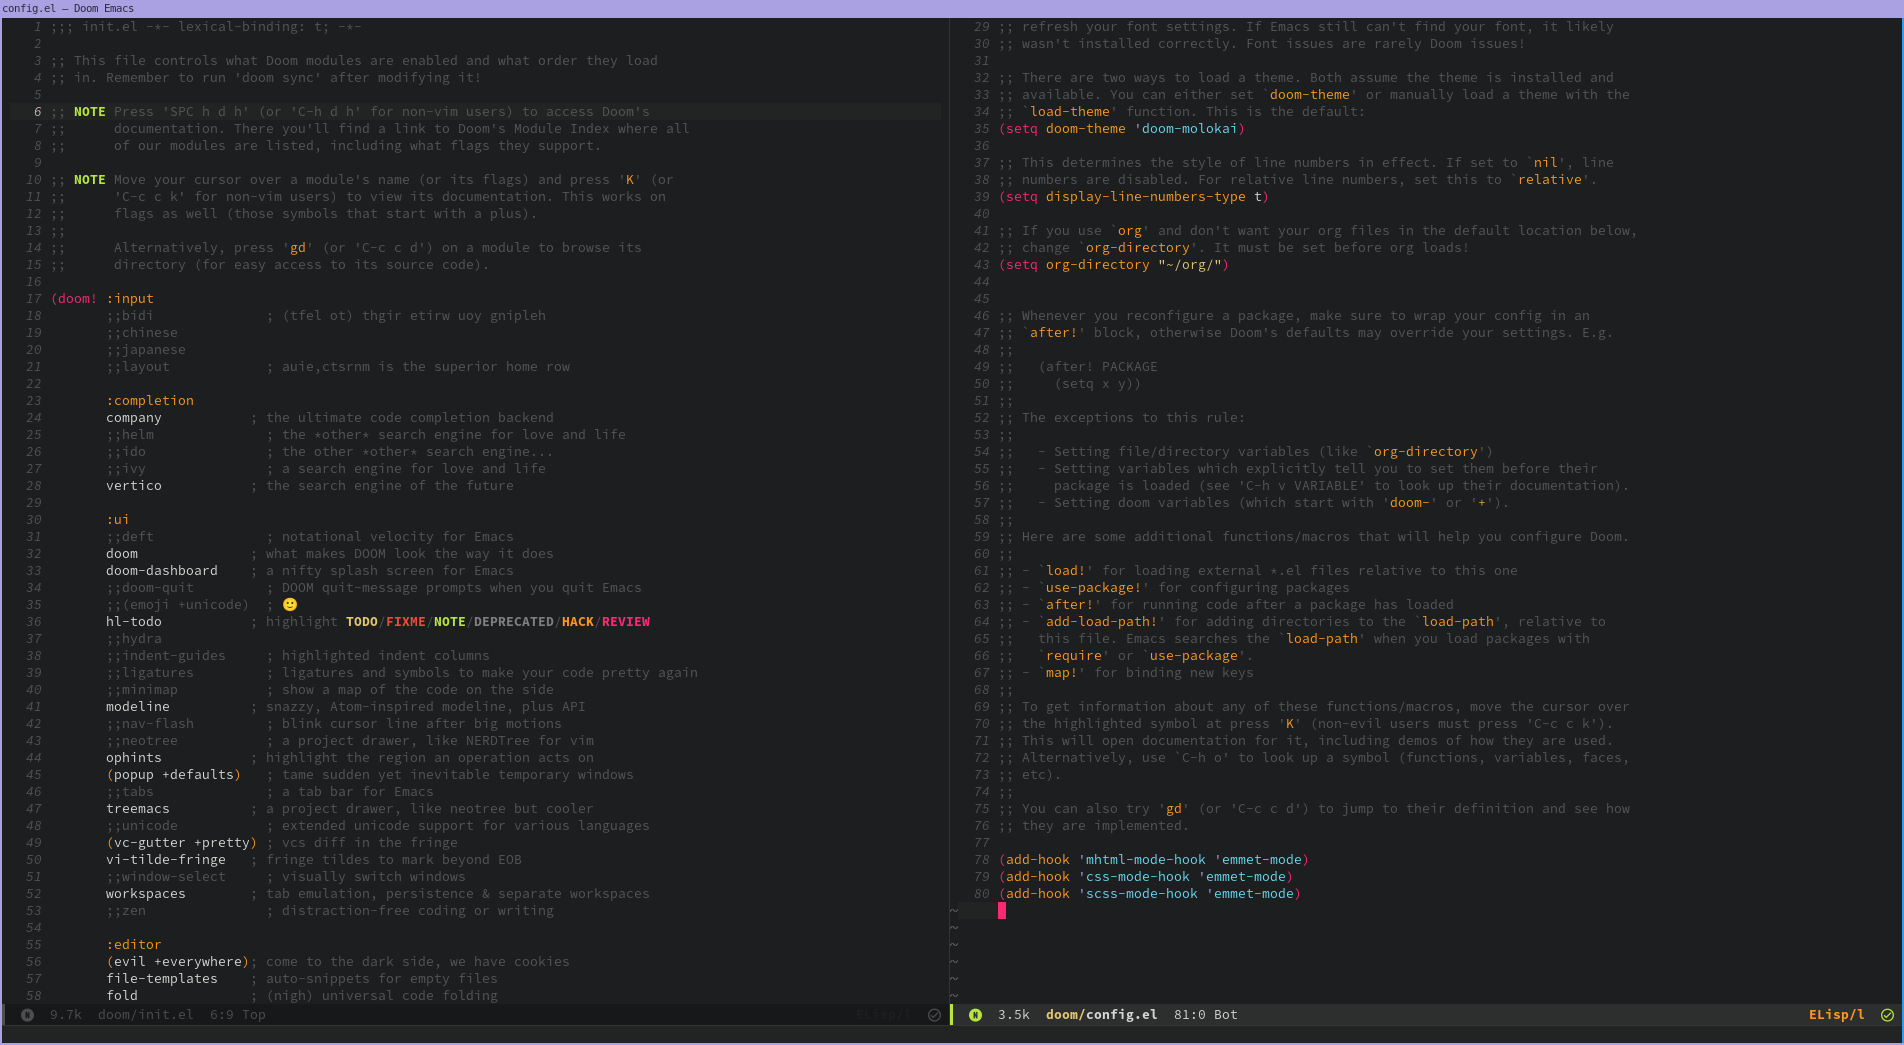 config.el – Doom Emacs
1 ;;; init.el -*- lexical-binding: t; -*-
2
3 ;; This file controls what Doom modules are enabled and what order they load
4 ;; in. Remember to run 'doom sync' after modifying it!
5
6 ;; NOTE Press 'SPC h d h' (or 'C-h d h' for non-vim users) to access Doom's
7 ;;      documentation. There you'll find a link to Doom's Module Index where all
8 ;;      of our modules are listed, including what flags they support.
9
10 ;; NOTE Move your cursor over a module's name (or its flags) and press 'K' (or
11 ;;      'C-c c k' for non-vim users) to view its documentation. This works on
12 ;;      flags as well (those symbols that start with a plus).
13 ;;
14 ;;      Alternatively, press 'gd' (or 'C-c c d') on a module to browse its
15 ;;      directory (for easy access to its source code).
16
17 (doom! :input
18        ;;bidi              ; (tfel ot) thgir etirw uoy gnipleh
19        ;;chinese
20        ;;japanese
21        ;;layout            ; auie,ctsrnm is the superior home row
22
23        :completion
24        company           ; the ultimate code completion backend
25        ;;helm              ; the *other* search engine for love and life
26        ;;ido               ; the other *other* search engine...
27        ;;ivy               ; a search engine for love and life
28        vertico           ; the search engine of the future
29
30        :ui
31        ;;deft              ; notational velocity for Emacs
32        doom              ; what makes DOOM look the way it does
33        doom-dashboard    ; a nifty splash screen for Emacs
34        ;;doom-quit         ; DOOM quit-message prompts when you quit Emacs
35        ;;(emoji +unicode)  ; 🙂
36        hl-todo           ; highlight TODO/FIXME/NOTE/DEPRECATED/HACK/REVIEW
37        ;;hydra
38        ;;indent-guides     ; highlighted indent columns
39        ;;ligatures         ; ligatures and symbols to make your code pretty again
40        ;;minimap           ; show a map of the code on the side
41        modeline          ; snazzy, Atom-inspired modeline, plus API
42        ;;nav-flash         ; blink cursor line after big motions
43        ;;neotree           ; a project drawer, like NERDTree for vim
44        ophints           ; highlight the region an operation acts on
45        (popup +defaults)   ; tame sudden yet inevitable temporary windows
46        ;;tabs              ; a tab bar for Emacs
47        treemacs          ; a project drawer, like neotree but cooler
48        ;;unicode           ; extended unicode support for various languages
49        (vc-gutter +pretty) ; vcs diff in the fringe
50        vi-tilde-fringe   ; fringe tildes to mark beyond EOB
51        ;;window-select     ; visually switch windows
52        workspaces        ; tab emulation, persistence & separate workspaces
53        ;;zen               ; distraction-free coding or writing
54
55        :editor
56        (evil +everywhere); come to the dark side, we have cookies
57        file-templates    ; auto-snippets for empty files
58        fold              ; (nigh) universal code folding
N 9.7k  doom/init.el  6:9 Top ELisp/l
29 ;; refresh your font settings. If Emacs still can't find your font, it likely
30 ;; wasn't installed correctly. Font issues are rarely Doom issues!
31
32 ;; There are two ways to load a theme. Both assume the theme is installed and
33 ;; available. You can either set `doom-theme' or manually load a theme with the
34 ;; `load-theme' function. This is the default:
35 (setq doom-theme 'doom-molokai)
36
37 ;; This determines the style of line numbers in effect. If set to `nil', line
38 ;; numbers are disabled. For relative line numbers, set this to `relative'.
39 (setq display-line-numbers-type t)
40
41 ;; If you use `org' and don't want your org files in the default location below,
42 ;; change `org-directory'. It must be set before org loads!
43 (setq org-directory "~/org/")
44
45
46 ;; Whenever you reconfigure a package, make sure to wrap your config in an
47 ;; `after!' block, otherwise Doom's defaults may override your settings. E.g.
48 ;;
49 ;;   (after! PACKAGE
50 ;;     (setq x y))
51 ;;
52 ;; The exceptions to this rule:
53 ;;
54 ;;   - Setting file/directory variables (like `org-directory')
55 ;;   - Setting variables which explicitly tell you to set them before their
56 ;;     package is loaded (see 'C-h v VARIABLE' to look up their documentation).
57 ;;   - Setting doom variables (which start with 'doom-' or '+').
58 ;;
59 ;; Here are some additional functions/macros that will help you configure Doom.
60 ;;
61 ;; - `load!' for loading external *.el files relative to this one
62 ;; - `use-package!' for configuring packages
63 ;; - `after!' for running code after a package has loaded
64 ;; - `add-load-path!' for adding directories to the `load-path', relative to
65 ;;   this file. Emacs searches the `load-path' when you load packages with
66 ;;   `require' or `use-package'.
67 ;; - `map!' for binding new keys
68 ;;
69 ;; To get information about any of these functions/macros, move the cursor over
70 ;; the highlighted symbol at press 'K' (non-evil users must press 'C-c c k').
71 ;; This will open documentation for it, including demos of how they are used.
72 ;; Alternatively, use `C-h o' to look up a symbol (functions, variables, faces,
73 ;; etc).
74 ;;
75 ;; You can also try 'gd' (or 'C-c c d') to jump to their definition and see how
76 ;; they are implemented.
77
78 (add-hook 'mhtml-mode-hook 'emmet-mode)
79 (add-hook 'css-mode-hook 'emmet-mode)
80 (add-hook 'scss-mode-hook 'emmet-mode)
~
~
~
~
~
~
N 3.5k  doom/config.el  81:0 Bot ELisp/l